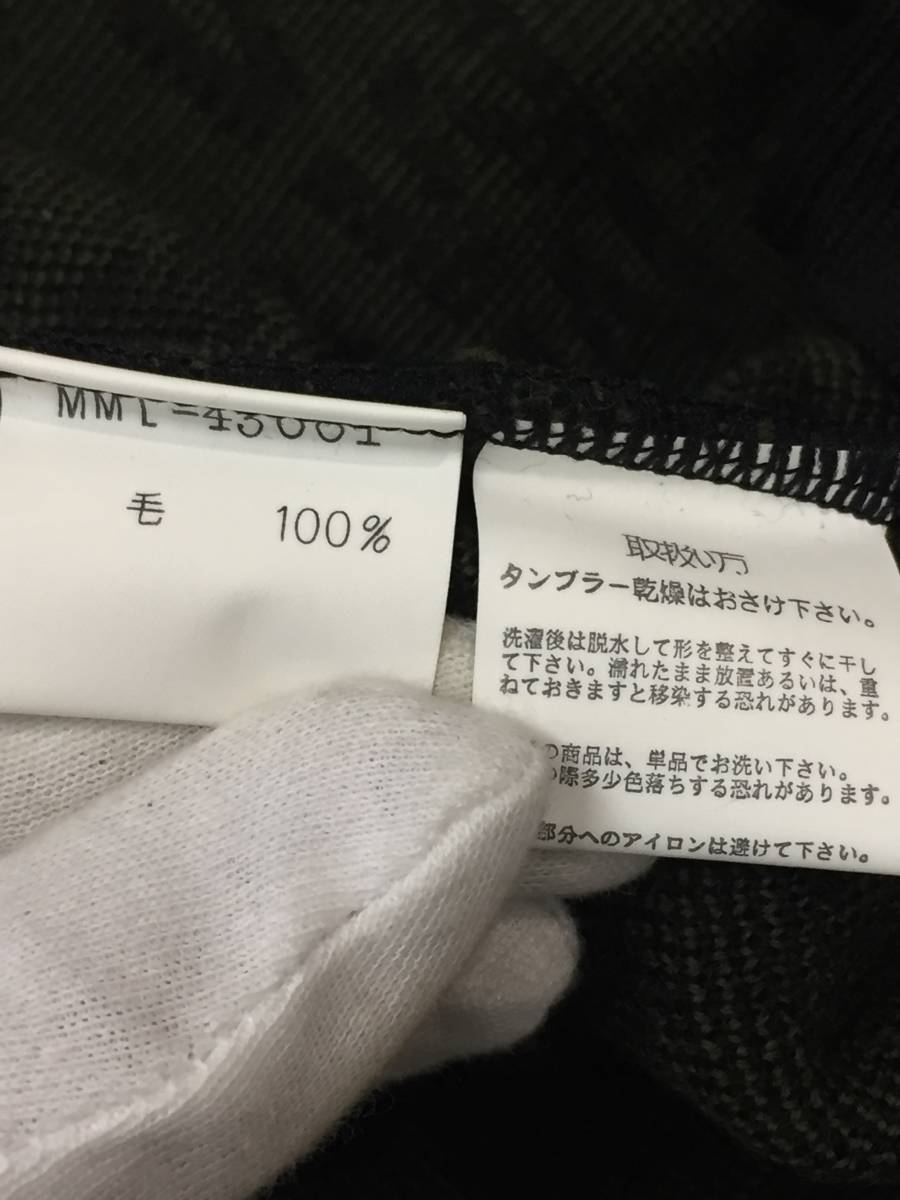 MML-43001
毛 100%
取扱い方
タンブラー乾燥はおさけ下さい。
洗濯後は脱水して形を整えてすぐに干し
て下さい。濡れたまま放置あるいは、重
ねておきますと移染する恐れがあります。
の商品は、単品でお洗い下さい。
の際多少色落ちする恐れがあります。
部分へのアイロンは避けて下さい。